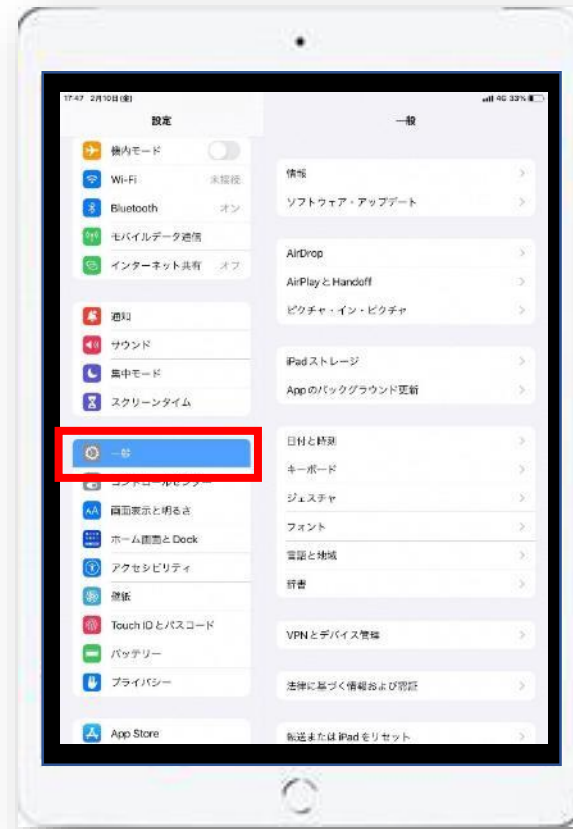 17:47 2月10日(金)
4G 33%
設定
機内モード
Wi-Fi 未接続
Bluetooth オン
モバイルデータ通信
インターネット共有 オフ
通知
サウンド
集中モード
スクリーンタイム
一般
コントロールセンター
画面表示と明るさ
ホーム画面とDock
アクセシビリティ
壁紙
Touch IDとパスコード
バッテリー
プライバシー
App Store
一般
情報
ソフトウェア・アップデート
AirDrop
AirPlayとHandoff
ピクチャ・イン・ピクチャ
iPadストレージ
Appのバックグラウンド更新
日付と時刻
キーボード
ジェスチャ
フォント
言語と地域
辞書
VPNとデバイス管理
法律に基づく情報および認証
転送またはiPadをリセット